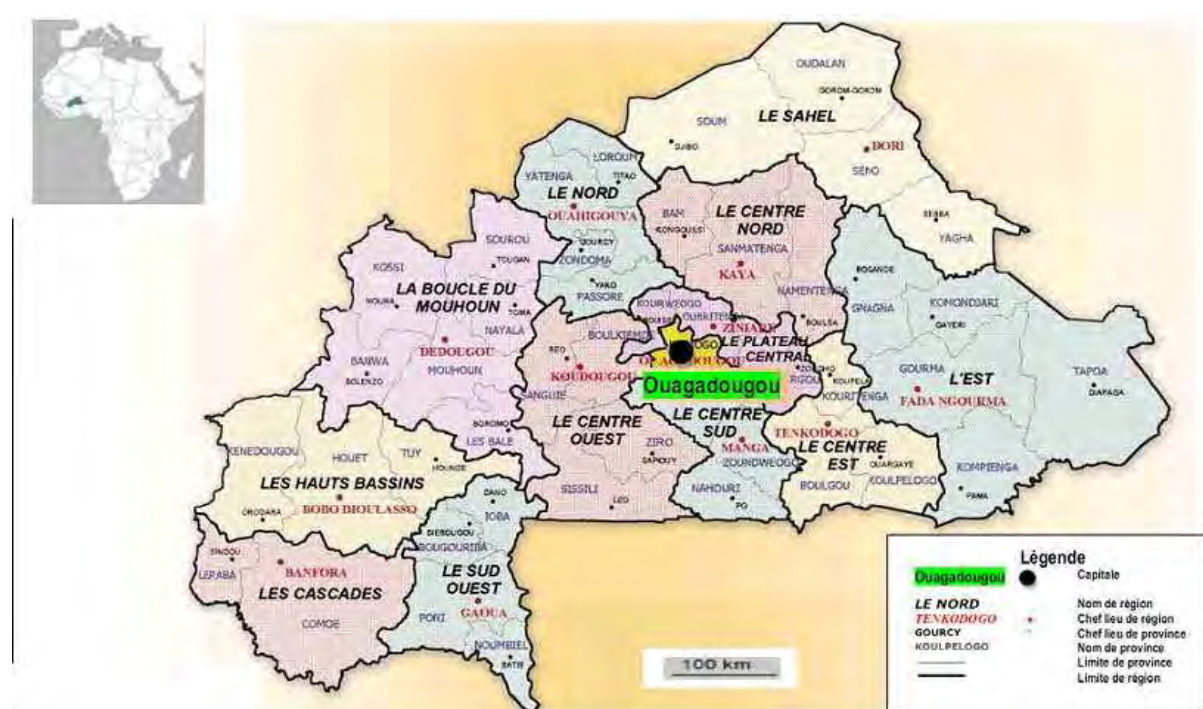 OUDALAN
GOROM-GOROM
LE SAHEL
SOUM
DJIBO
DORI
SENO
SEBBA
YAGHA
LOROUM
YATENGA
TITAO
LE NORD
OUAHIGOUYA
GOURCY
ZONDOMA
YAKO
PASSORE
BAM
KONGOUSSI
LE CENTRE
NORD
SANMATENGA
KAYA
NAMENTENGA
BOULSA
SOUROU
TOUGAN
KOSSI
LA BOUCLE DU
MOUHOUN
NOUNA
TOMA
NAYALA
DEDOUGOU
MOUHOUN
BANWA
SOLENZO
BOROMO
LES BALE
KOURWEOGO
OUBRITENGA
ZINIARE
LE PLATEAU
CENTRAL
BOULKIEMDE
REO
KOUDOUGOU
SANGUIE
LE CENTRE
OUEST
ZIRO
SAPOUY
SISSILI
LEO
Ouagadougou
LE CENTRE
SUD
MANGA
ZOUNDWEOGO
NAHOURI
PO
KOUPELA
KOURITENGA
TENKODOGO
LE CENTRE
EST
OUARGAYE
BOULGOU
KOULPELOGO
BOGANDE
GNAGNA
KOMONDJARI
GAYERI
GOURMA
L'EST
FADA NGOURMA
TAPOA
DIAPAGA
KOMPIENGA
PAMA
KENEDOUGOU
HOUET
TUY
HOUNDE
LES HAUTS BASSINS
BOBO DIOULASSO
ORODARA
SINDOU
LERABA
BANFORA
LES CASCADES
COMOE
DANO
IOBA
DIEBOUGOU
BOUGOURIBA
LE SUD
OUEST
GAOUA
PONI
NOUMBIEL
BATIE
100 km
Lègende
Ouagadougou Capitale
LE NORD Nom de région
TENKODOGO Chef lieu de région
GOURCY Chef lieu de province
KOULPELOGO Nom de province
Limite de province
Limite de région